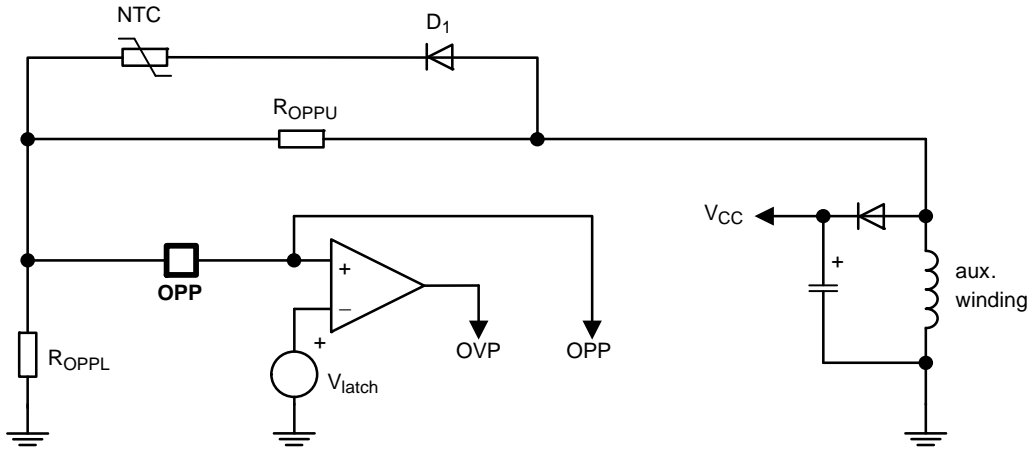 NTC
D1
ROPPU
VCC
+
aux.
winding
OPP
+
−
+
OVP
OPP
ROPPL
Vlatch